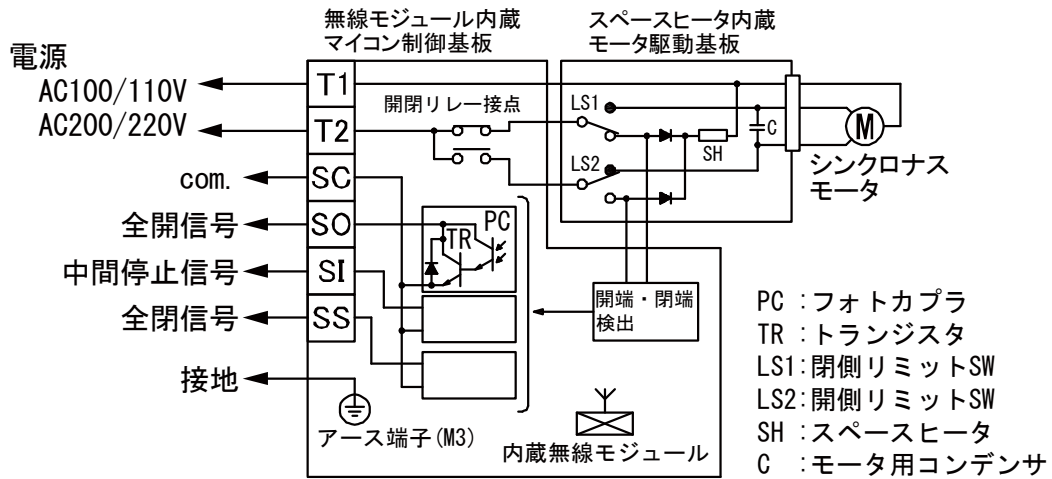 無線モジュール内蔵
マイコン制御基板
スペースヒータ内蔵
モータ駆動基板
電源
AC100/110V
AC200/220V
com.
全開信号
中間停止信号
全閉信号
接地
T1
T2
SC
SO
SI
SS
開閉リレー接点
LS1
LS2
SH
C
M
シンクロナス
モータ
PC
TR
開端・閉端
検出
アース端子(M3)
内蔵無線モジュール
PC :フォトカプラ
TR :トランジスタ
LS1:閉側リミットSW
LS2:開側リミットSW
SH :スペースヒータ
C :モータ用コンデンサ